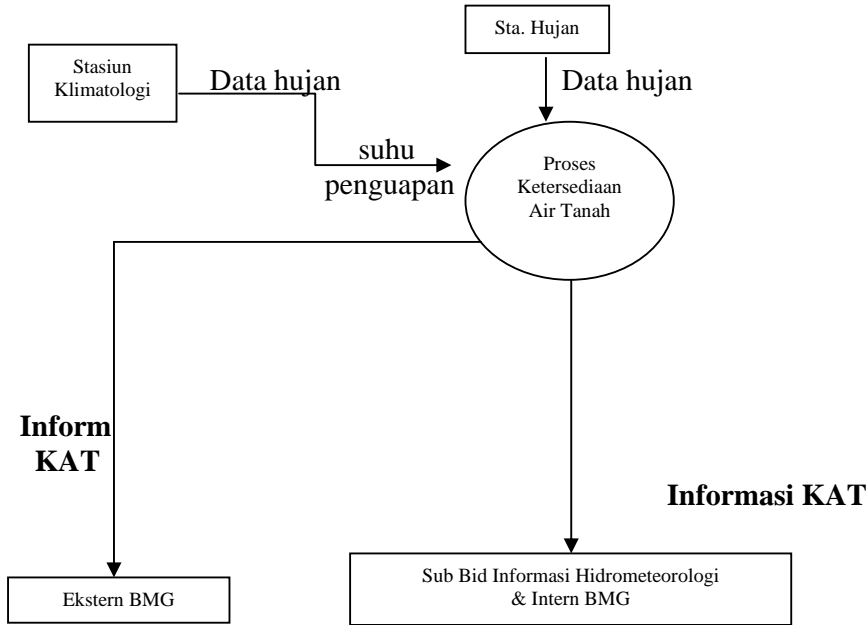 Sta. Hujan
Stasiun
Klimatologi
Data hujan
Data hujan
suhu
penguapan
Proses
Ketersediaan
Air Tanah
Inform
KAT
Informasi KAT
Ekstern BMG
Sub Bid Informasi Hidrometeorologi
& Intern BMG